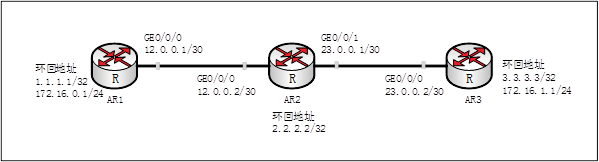 GE0/0/0
12.0.0.1/30
环回地址
1.1.1.1/32
172.16.0.1/24
R
AR1
GE0/0/0
12.0.0.2/30
R
AR2
环回地址
2.2.2.2/32
GE0/0/1
23.0.0.1/30
GE0/0/0
23.0.0.2/30
R
AR3
环回地址
3.3.3.3/32
172.16.1.1/24